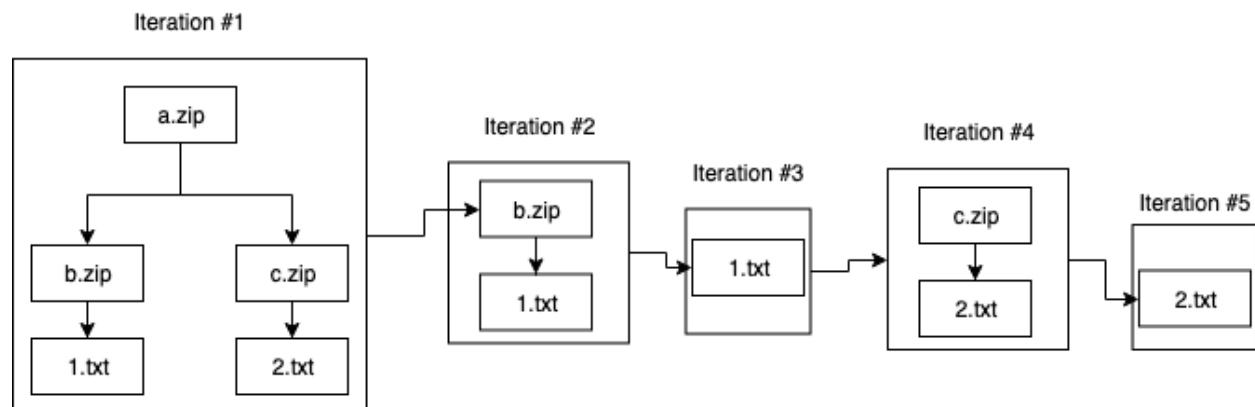 Iteration #1
a.zip
b.zip
c.zip
1.txt
2.txt
Iteration #2
b.zip
1.txt
Iteration #3
1.txt
Iteration #4
c.zip
2.txt
Iteration #5
2.txt